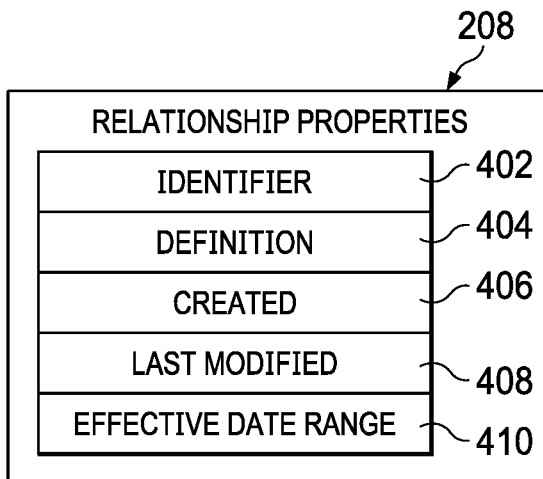 208
RELATIONSHIP PROPERTIES
IDENTIFIER 402
DEFINITION 404
CREATED 406
LAST MODIFIED 408
EFFECTIVE DATE RANGE 410